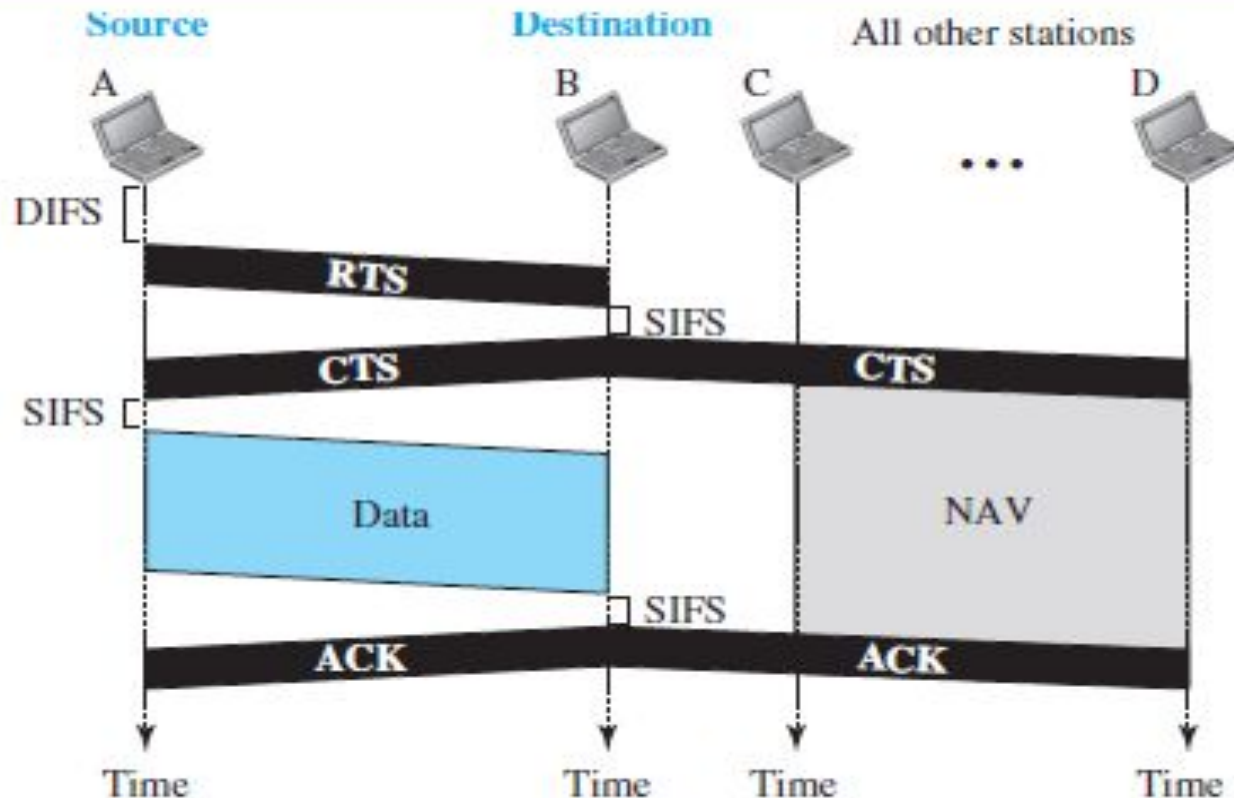 Source
Destination
All other stations
A
B
C
D
...
DIFS
RTS
SIFS
CTS
CTS
SIFS
Data
NAV
SIFS
ACK
ACK
Time
Time
Time
Time